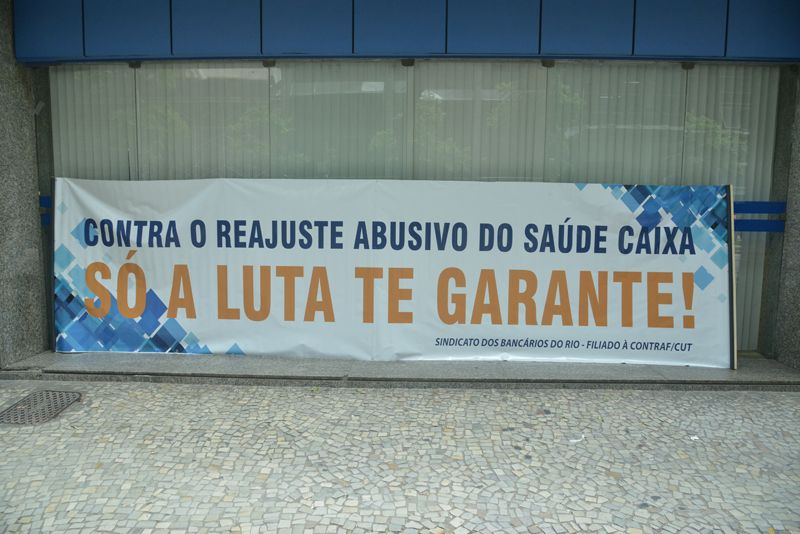 CONTRA O REAJUSTE ABUSIVO DO SAÚDE CAIXA
SÓ A LUTA TE GARANTE!
SINDICATO DOS BANCÁRIOS DO RIO - FILIADO À CONTRAF/CUT